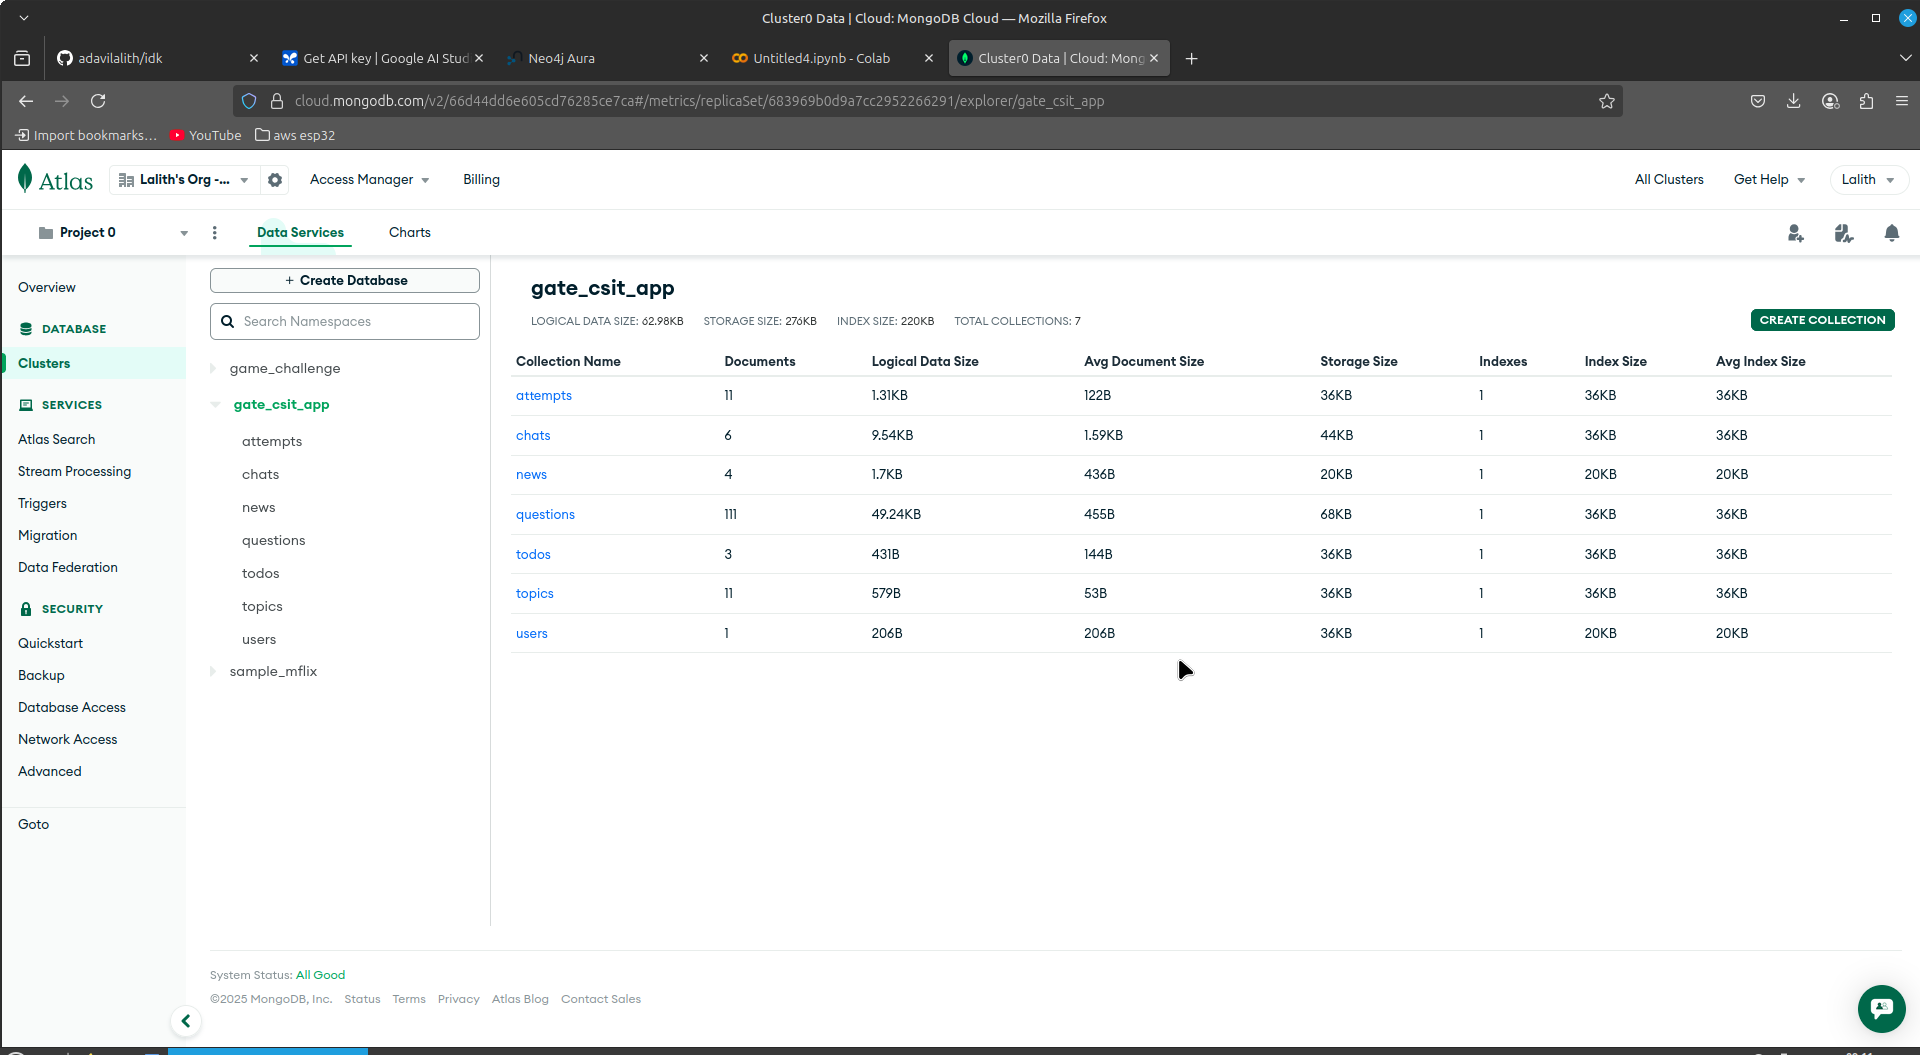 Cluster0 Data | Cloud: MongoDB Cloud — Mozilla Firefox
adavilalith/idk
Get API key | Google AI Stud
Neo4j Aura
Untitled4.ipynb - Colab
Cluster0 Data | Cloud: Mong
cloud.mongodb.com/v2/66d44dd6e605cd76285ce7ca#/metrics/replicaSet/683969b0d9a7cc2952266291/explorer/gate_csit_app
Import bookmarks... YouTube aws esp32
Atlas Lalith's Org -... Access Manager Billing All Clusters Get Help Lalith
Project 0 Data Services Charts
Overview
DATABASE
Clusters
SERVICES
Atlas Search
Stream Processing
Triggers
Migration
Data Federation
SECURITY
Quickstart
Backup
Database Access
Network Access
Advanced
Goto
+ Create Database
Search Namespaces
game_challenge
gate_csit_app
attempts
chats
news
questions
todos
topics
users
sample_mflix
gate_csit_app
LOGICAL DATA SIZE: 62.98KB STORAGE SIZE: 276KB INDEX SIZE: 220KB TOTAL COLLECTIONS: 7
CREATE COLLECTION
Collection Name Documents Logical Data Size Avg Document Size Storage Size Indexes Index Size Avg Index Size
attempts 11 1.31KB 122B 36KB 1 36KB 36KB
chats 6 9.54KB 1.59KB 44KB 1 36KB 36KB
news 4 1.7KB 436B 20KB 1 20KB 20KB
questions 111 49.24KB 455B 68KB 1 36KB 36KB
todos 3 431B 144B 36KB 1 36KB 36KB
topics 11 579B 53B 36KB 1 36KB 36KB
users 1 206B 206B 36KB 1 20KB 20KB
System Status: All Good
©2025 MongoDB, Inc. Status Terms Privacy Atlas Blog Contact Sales